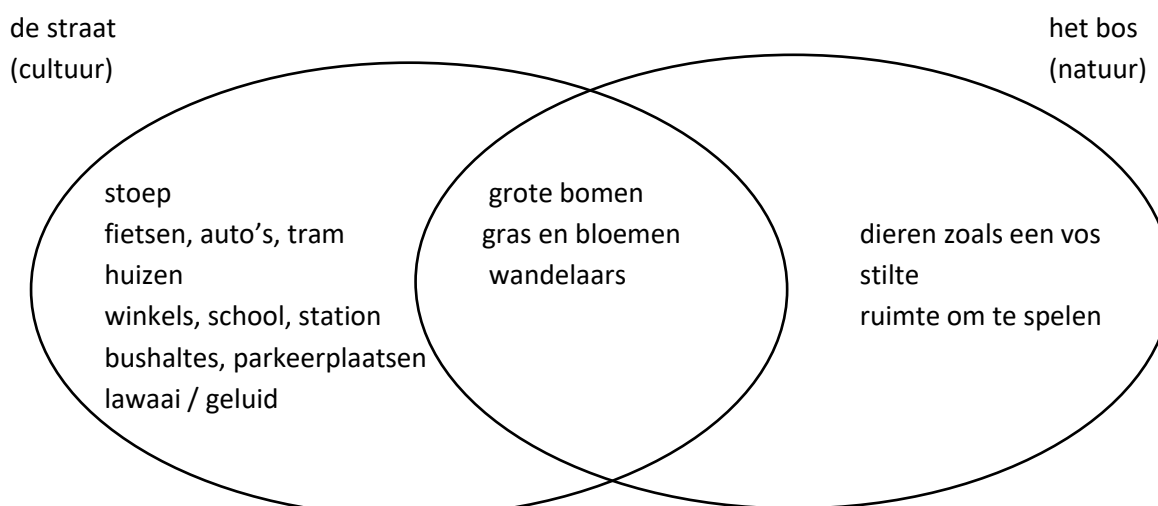 de straat
(cultuur)
het bos
(natuur)
stoep
fietsen, auto’s, tram
huizen
winkels, school, station
bushaltes, parkeerplaatsen
lawaai / geluid
grote bomen
gras en bloemen
wandelaars
dieren zoals een vos
stilte
ruimte om te spelen